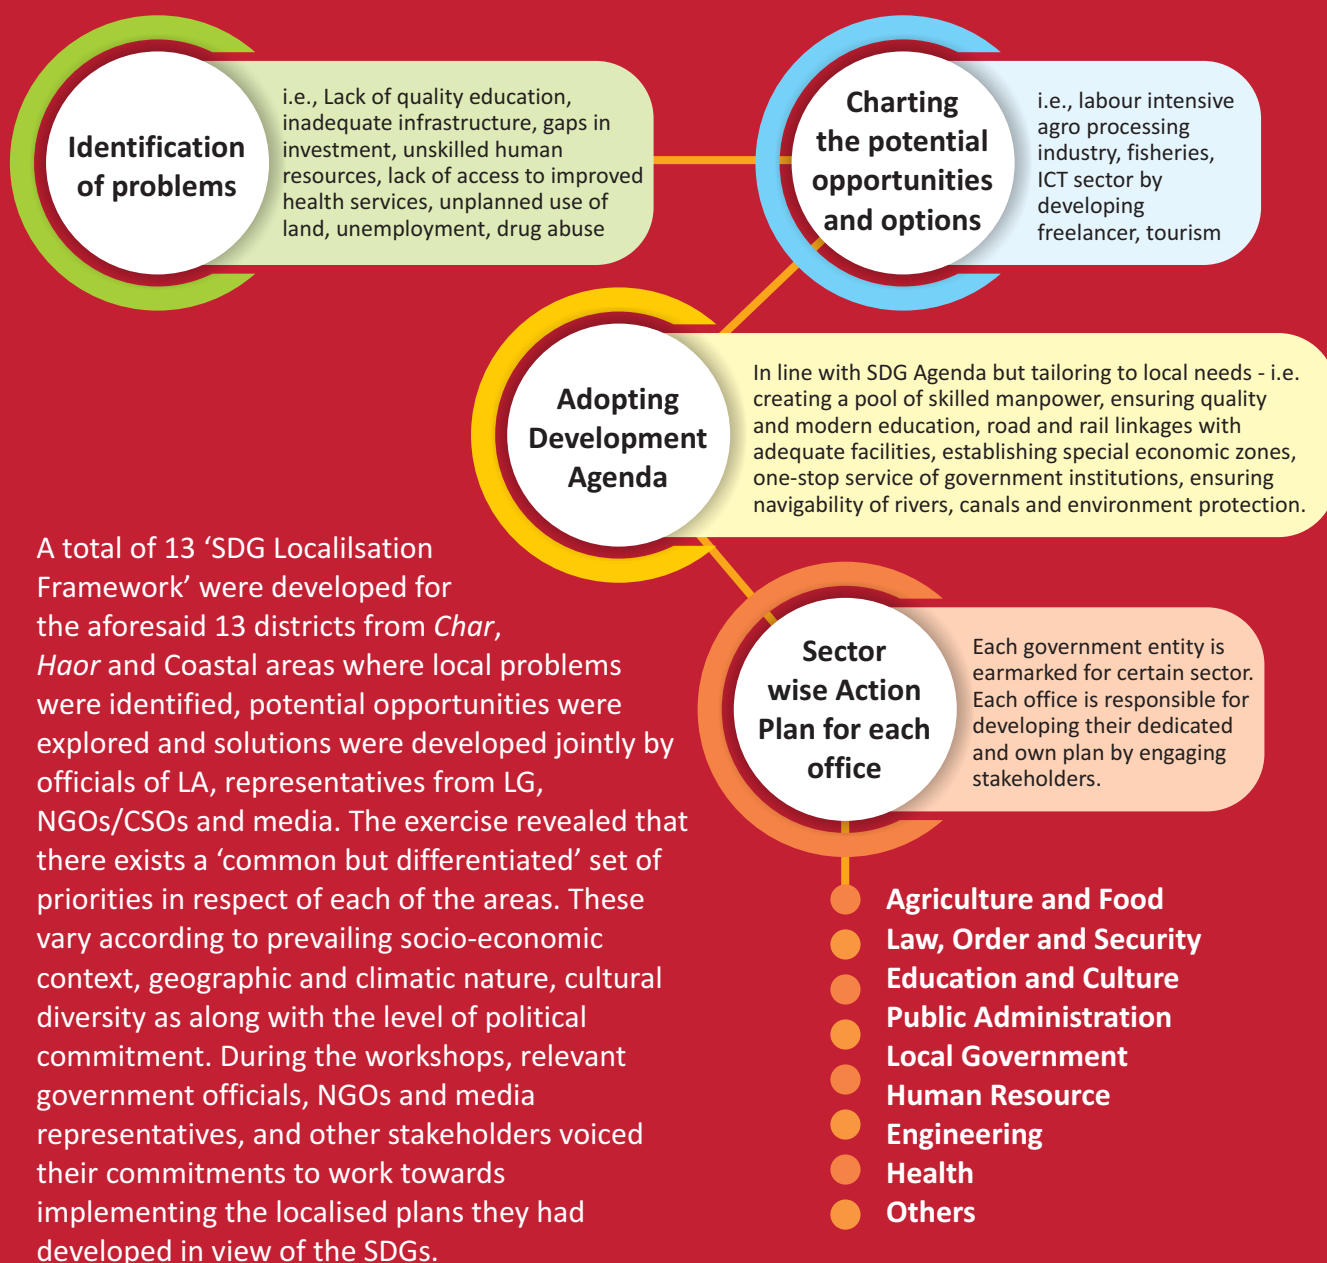 Identification
of problems
i.e., Lack of quality education,
inadequate infrastructure, gaps in
investment, unskilled human
resources, lack of access to improved
health services, unplanned use of
land, unemployment, drug abuse
Charting
the potential
opportunities
and options
i.e., labour intensive
agro processing
industry, fisheries,
ICT sector by
developing
freelancer, tourism
Adopting
Development
Agenda
In line with SDG Agenda but tailoring to local needs - i.e.
creating a pool of skilled manpower, ensuring quality
and modern education, road and rail linkages with
adequate facilities, establishing special economic zones,
one-stop service of government institutions, ensuring
navigability of rivers, canals and environment protection.
A total of 13 ‘SDG Localilsation
Framework’ were developed for
the aforesaid 13 districts from Char,
Haor and Coastal areas where local problems
were identified, potential opportunities were
explored and solutions were developed jointly by
officials of LA, representatives from LG,
NGOs/CSOs and media. The exercise revealed that
there exists a ‘common but differentiated’ set of
priorities in respect of each of the areas. These
vary according to prevailing socio-economic
context, geographic and climatic nature, cultural
diversity as along with the level of political
commitment. During the workshops, relevant
government officials, NGOs and media
representatives, and other stakeholders voiced
their commitments to work towards
implementing the localised plans they had
developed in view of the SDGs.
Sector
wise Action
Plan for each
office
Each government entity is
earmarked for certain sector.
Each office is responsible for
developing their dedicated
and own plan by engaging
stakeholders.
Agriculture and Food
Law, Order and Security
Education and Culture
Public Administration
Local Government
Human Resource
Engineering
Health
Others